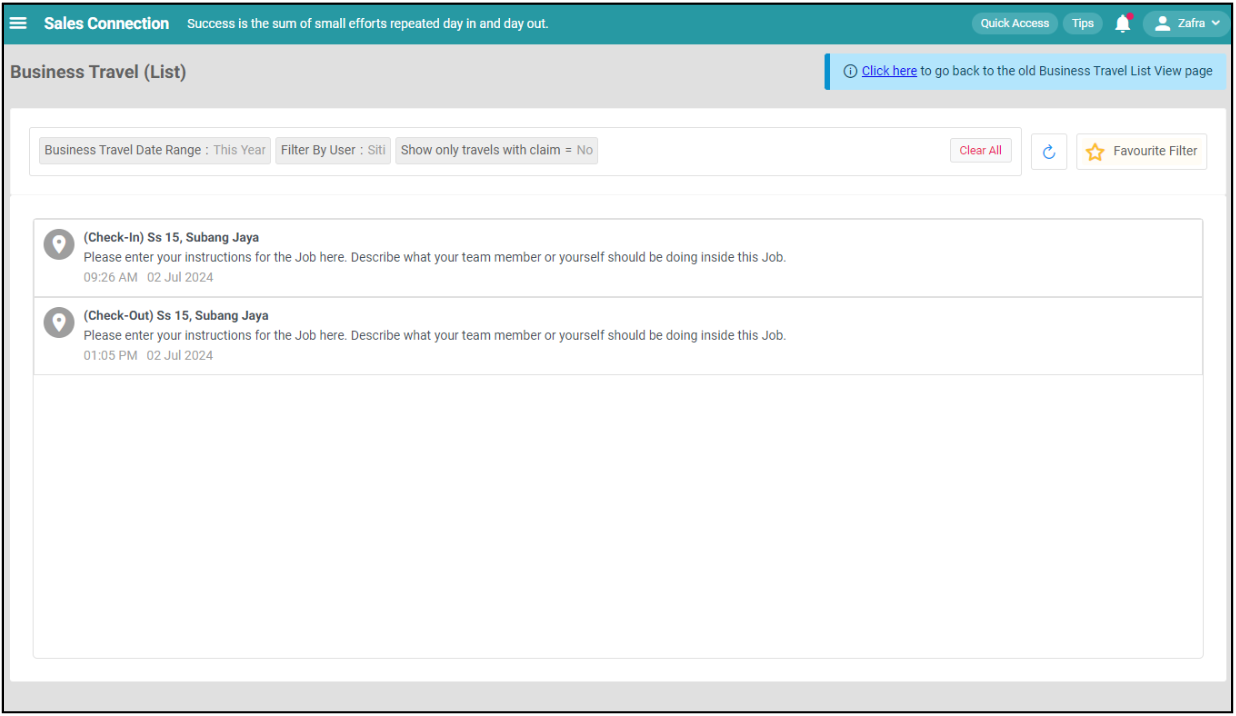 Sales Connection Success is the sum of small efforts repeated day in and day out. Quick Access Tips Zafra
Business Travel (List) Click here to go back to the old Business Travel List View page
Business Travel Date Range : This Year Filter By User : Siti Show only travels with claim = No Clear All Favourite Filter
(Check-In) Ss 15, Subang Jaya
Please enter your instructions for the Job here. Describe what your team member or yourself should be doing inside this Job.
09:26 AM 02 Jul 2024
(Check-Out) Ss 15, Subang Jaya
Please enter your instructions for the Job here. Describe what your team member or yourself should be doing inside this Job.
01:05 PM 02 Jul 2024